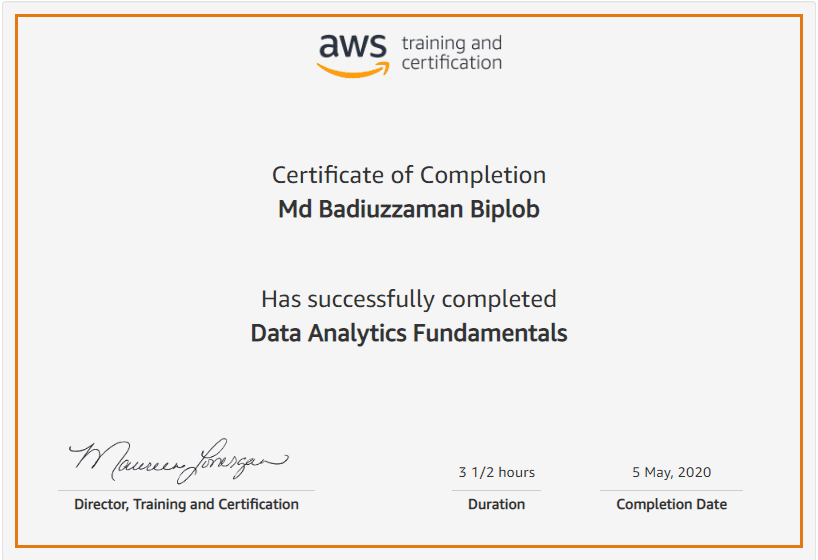 aws training and
certification
Certificate of Completion
Md Badiuzzaman Biplob
Has successfully completed
Data Analytics Fundamentals
Maureen Lonergan
3 1/2 hours
5 May, 2020
Director, Training and Certification
Duration
Completion Date